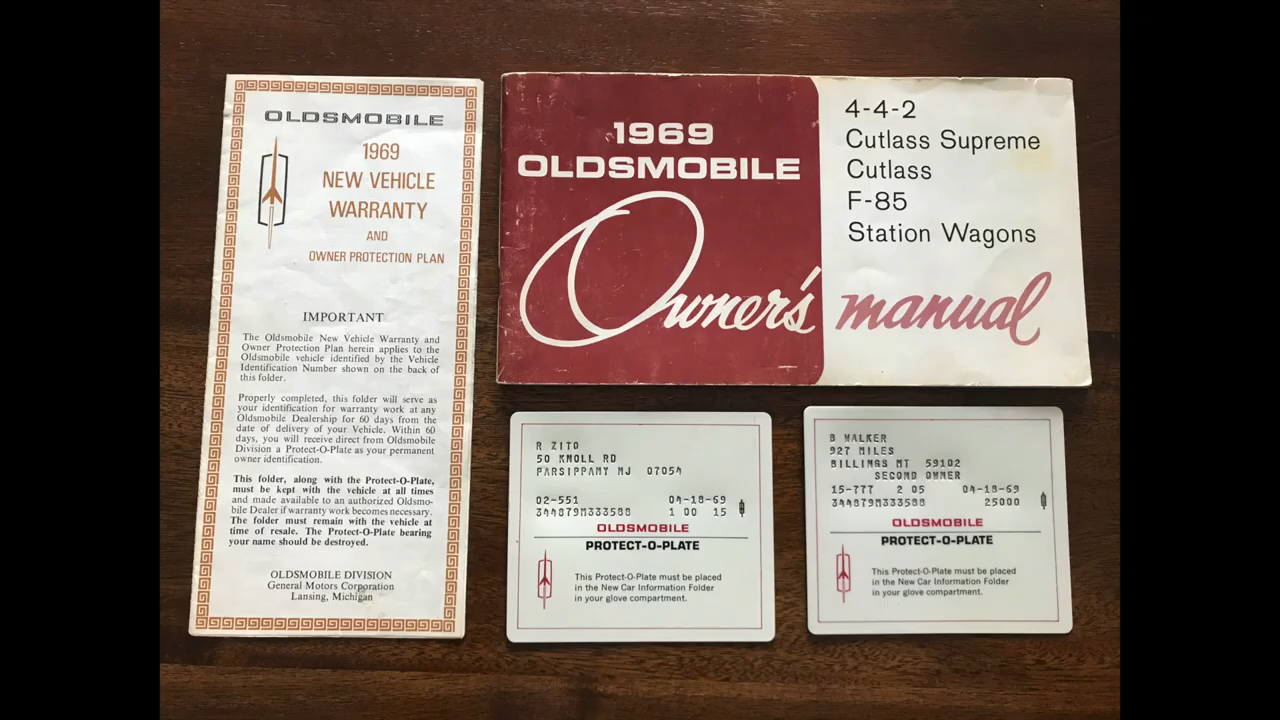 OLDSMOBILE
1969
NEW VEHICLE
WARRANTY
AND
OWNER PROTECTION PLAN
IMPORTANT
The Oldsmobile New Vehicle Warranty and
Owner Protection Plan herein applies to the
Oldsmobile vehicle identified by the Vehicle
Identification Number shown on the back of
this folder.
Properly completed, this folder will serve as
your identification for warranty work at any
Oldsmobile Dealership for 60 days from the
date of delivery of your Vehicle. Within 60
days, you will receive direct from Oldsmobile
Division a Protect-O-Plate as your permanent
owner identification.
This folder, along with the Protect-O-Plate,
must be kept with the vehicle at all times
and made available to an authorized Oldsmo-
bile Dealer if warranty work becomes necessary.
The folder must remain with the vehicle at
time of resale. The Protect-O-Plate bearing
your name should be destroyed.
OLDSMOBILE DIVISION
General Motors Corporation
Lansing, Michigan
1969
OLDSMOBILE
Owner's manual
4-4-2
Cutlass Supreme
Cutlass
F-85
Station Wagons
R ZITO
50 KNOLL RD
PARSIPPANY NJ 07054
02-551 04-18-69
344879M333588 1 00 15
OLDSMOBILE
PROTECT-O-PLATE
This Protect-O-Plate must be placed
in the New Car Information Folder
in your glove compartment.
B WALKER
927 MILES
BILLINGS MT 59102
SECOND OWNER
15-777 2 05 04-18-69
344879M333588 25000
OLDSMOBILE
PROTECT-O-PLATE
This Protect-O-Plate must be placed
in the New Car Information Folder
in your glove compartment.